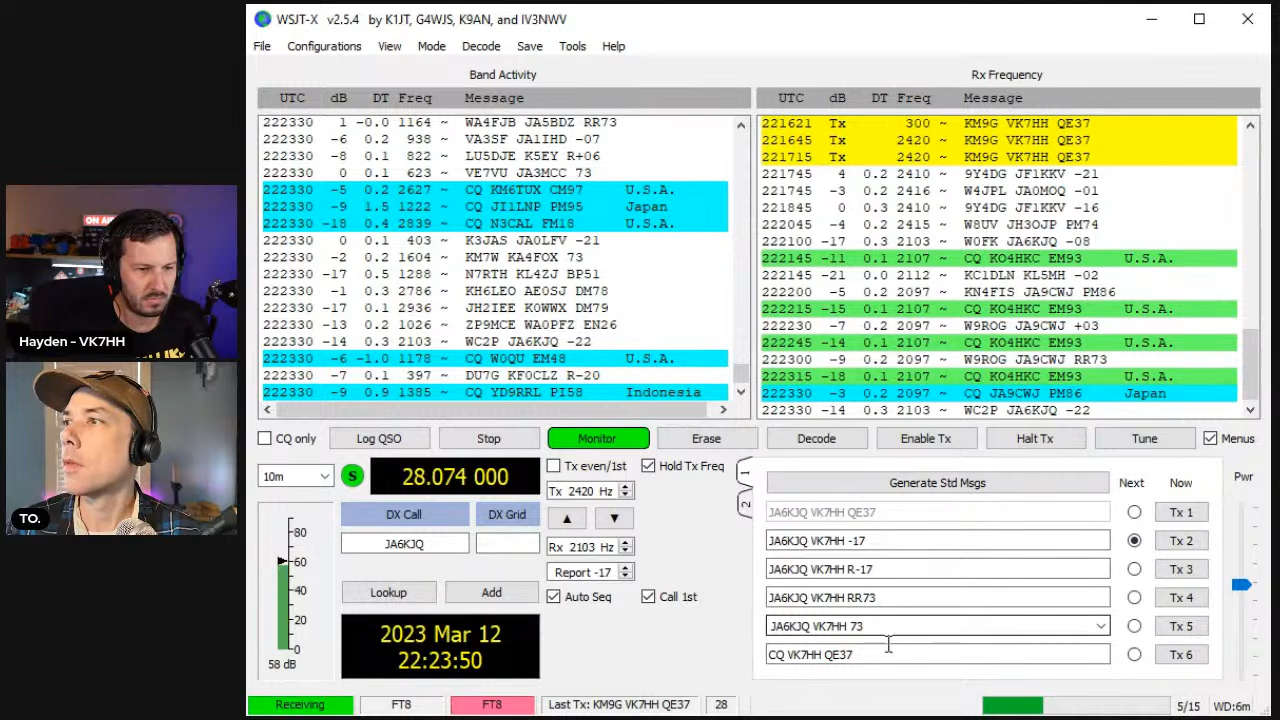 WSJT-X v2.5.4 by K1JT, G4WJS, K9AN, and IV3NWV
File Configurations View Mode Decode Save Tools Help
Band Activity
UTC dB DT Freq Message
222330 1 -0.0 1164 ~ WA4FJB JA5BDZ RR73
222330 -6 0.2 938 ~ VA3SF JA1IHD -07
222330 -8 0.1 822 ~ LU5DJE K5EY R+06
222330 0 0.1 623 ~ VE7VU JA3MCC 73
222330 -5 0.2 2627 ~ CQ KM6TUX CM97 U.S.A.
222330 -9 1.5 1222 ~ CQ JI1LNP PM95 Japan
222330 -18 0.4 2839 ~ CQ N3CAL FM18 U.S.A.
222330 0 0.1 403 ~ K3JAS JA0LFV -21
222330 -2 0.2 1604 ~ KM7W KA4FOX 73
222330 -17 0.5 1288 ~ N7RTH KL4ZJ BP51
222330 -1 0.3 2786 ~ KH6LEO AE0SJ DM78
222330 -17 0.1 2936 ~ JH2IEE K0WWX DM79
222330 -13 0.2 1026 ~ ZP9MCE WA0PFZ EN26
222330 -14 0.3 2103 ~ WC2P JA6KJQ -22
222330 -6 -1.0 1178 ~ CQ W0QU EM48 U.S.A.
222330 -7 0.1 397 ~ DU7G KF0CLZ R-20
222330 -9 0.9 1385 ~ CQ YD9RRL PI58 Indonesia
Rx Frequency
UTC dB DT Freq Message
221621 Tx 300 ~ KM9G VK7HH QE37
221645 Tx 2420 ~ KM9G VK7HH QE37
221715 Tx 2420 ~ KM9G VK7HH QE37
221745 4 0.2 2410 ~ 9Y4DG JF1KKV -21
221745 -3 0.2 2416 ~ W4JPL JA0MOQ -01
221845 0 0.3 2410 ~ 9Y4DG JF1KKV -16
222045 -4 0.2 2415 ~ W8UV JH3OJP PM74
222100 -17 0.3 2103 ~ W0FK JA6KJQ -08
222145 -11 0.1 2107 ~ CQ KO4HKC EM93 U.S.A.
222145 -21 0.0 2112 ~ KC1DLN KL5MH -02
222200 -5 0.2 2097 ~ KN4FIS JA9CWJ PM86
222215 -15 0.1 2107 ~ CQ KO4HKC EM93 U.S.A.
222230 -7 0.2 2097 ~ W9ROG JA9CWJ +03
222245 -14 0.1 2107 ~ CQ KO4HKC EM93 U.S.A.
222300 -9 0.2 2097 ~ W9ROG JA9CWJ RR73
222315 -18 0.1 2107 ~ CQ KO4HKC EM93 U.S.A.
222330 -3 0.2 2097 ~ CQ JA9CWJ PM86 Japan
222330 -14 0.3 2103 ~ WC2P JA6KJQ -22
CQ only Log QSO Stop Monitor Erase Decode Enable Tx Halt Tx Tune Menus
10m S 28.074 000
Tx even/1st Hold Tx Freq
Tx 2420 Hz
DX Call DX Grid
JA6KJQ
Rx 2103 Hz
Report -17
Lookup Add
Auto Seq Call 1st
2023 Mar 12
22:23:50
80
60
40
20
0
58 dB
1
2
Generate Std Msgs Next Now Pwr
JA6KJQ VK7HH QE37 Tx 1
JA6KJQ VK7HH -17 Tx 2
JA6KJQ VK7HH R-17 Tx 3
JA6KJQ VK7HH RR73 Tx 4
JA6KJQ VK7HH 73 Tx 5
CQ VK7HH QE37 Tx 6
Receiving FT8 FT8 Last Tx: KM9G VK7HH QE37 28 5/15 WD:6m
ON AI
Hayden - VK7HH
TO.